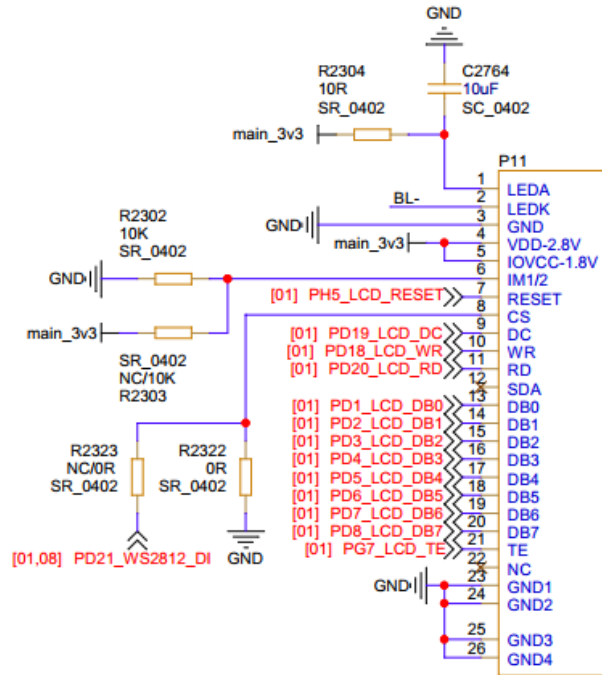 GND
R2304
10R
SR_0402
C2764
10uF
SC_0402
main_3v3
P11
1 LEDA
BL- 2 LEDK
GND 3 GND
main_3v3 4 VDD-2.8V
5 IOVCC-1.8V
R2302
10K
SR_0402
GND 6 IM1/2
[01] PH5_LCD_RESET 7 RESET
8 CS
main_3v3
SR_0402
NC/10K
R2303
[01] PD19_LCD_DC 9 DC
[01] PD18_LCD_WR 10 WR
[01] PD20_LCD_RD 11 RD
12 SDA
[01] PD1_LCD_DB0 13 DB0
[01] PD2_LCD_DB1 14 DB1
[01] PD3_LCD_DB2 15 DB2
[01] PD4_LCD_DB3 16 DB3
[01] PD5_LCD_DB4 17 DB4
[01] PD6_LCD_DB5 18 DB5
[01] PD7_LCD_DB6 19 DB6
[01] PD8_LCD_DB7 20 DB7
[01] PG7_LCD_TE 21 TE
22 NC
R2323
NC/0R
SR_0402
R2322
0R
SR_0402
[01,08] PD21_WS2812_DI
GND
GND 23 GND1
24 GND2
25 GND3
26 GND4